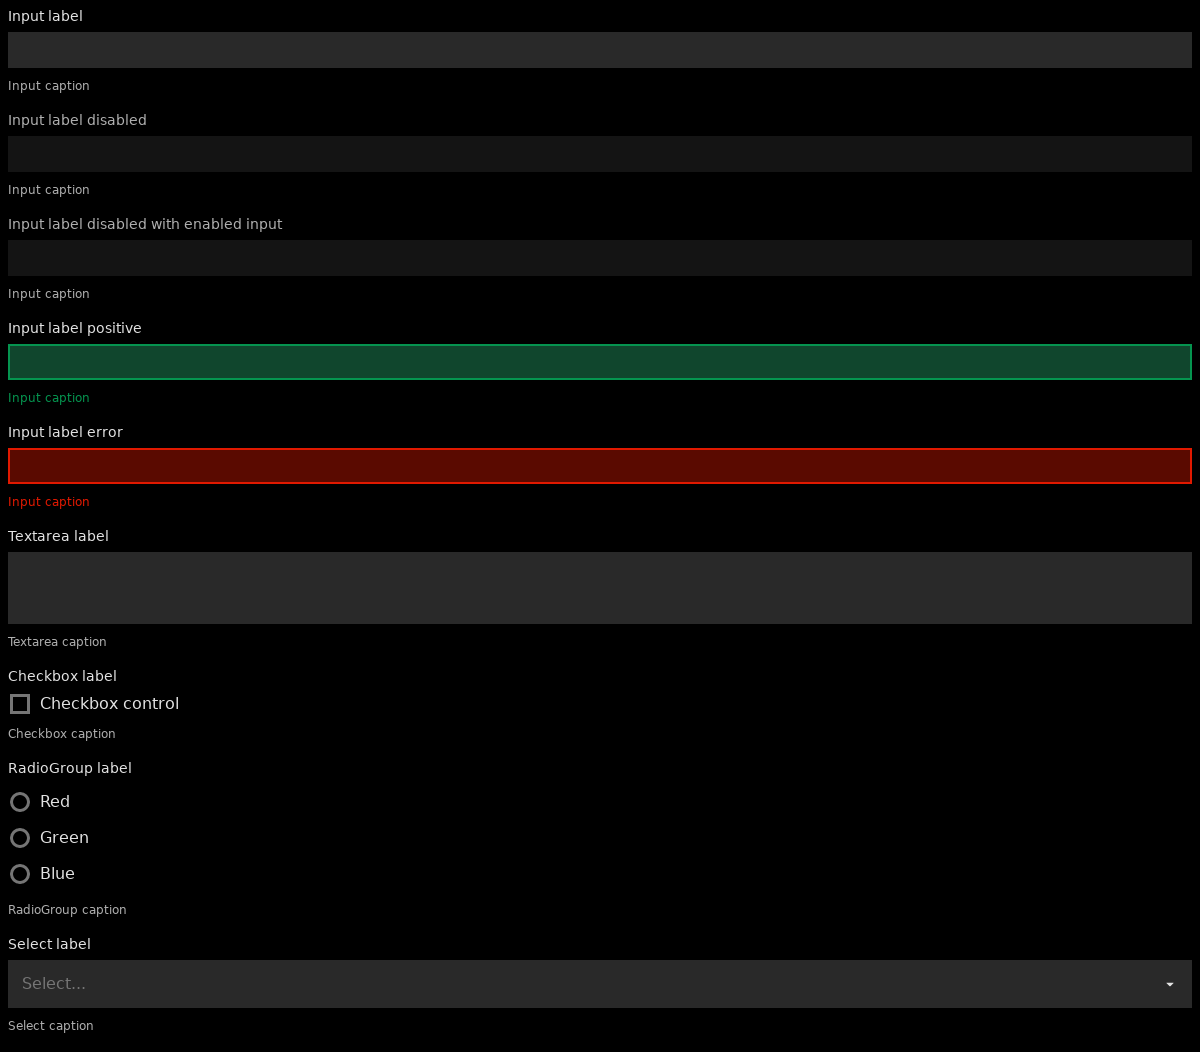 Input label
Input caption
Input label disabled
Input caption
Input label disabled with enabled input
Input caption
Input label positive
Input caption
Input label error
Input caption
Textarea label
Textarea caption
Checkbox label
Checkbox control
Checkbox caption
RadioGroup label
Red
Green
Blue
RadioGroup caption
Select label
Select...
Select caption